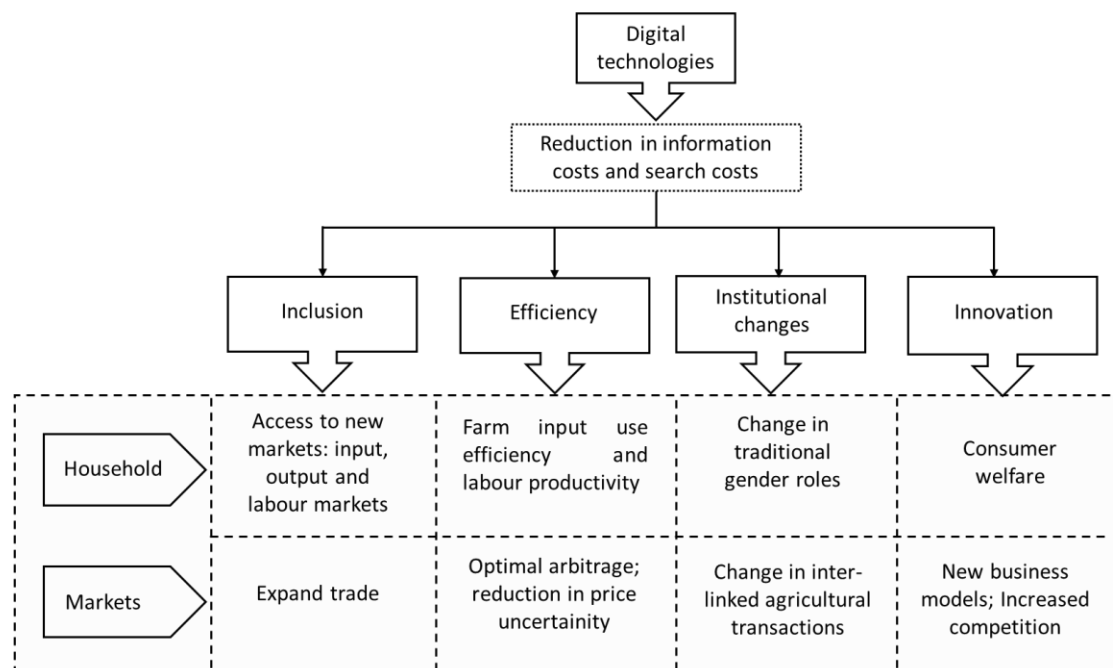 Digital
technologies
Reduction in information
costs and search costs
Inclusion
Efficiency
Institutional
changes
Innovation
Household
Access to new
markets: input,
output and
labour markets
Farm input use
efficiency and
labour productivity
Change in
traditional
gender roles
Consumer
welfare
Markets
Expand trade
Optimal arbitrage;
reduction in price
uncertainity
Change in inter-
linked agricultural
transactions
New business
models; Increased
competition